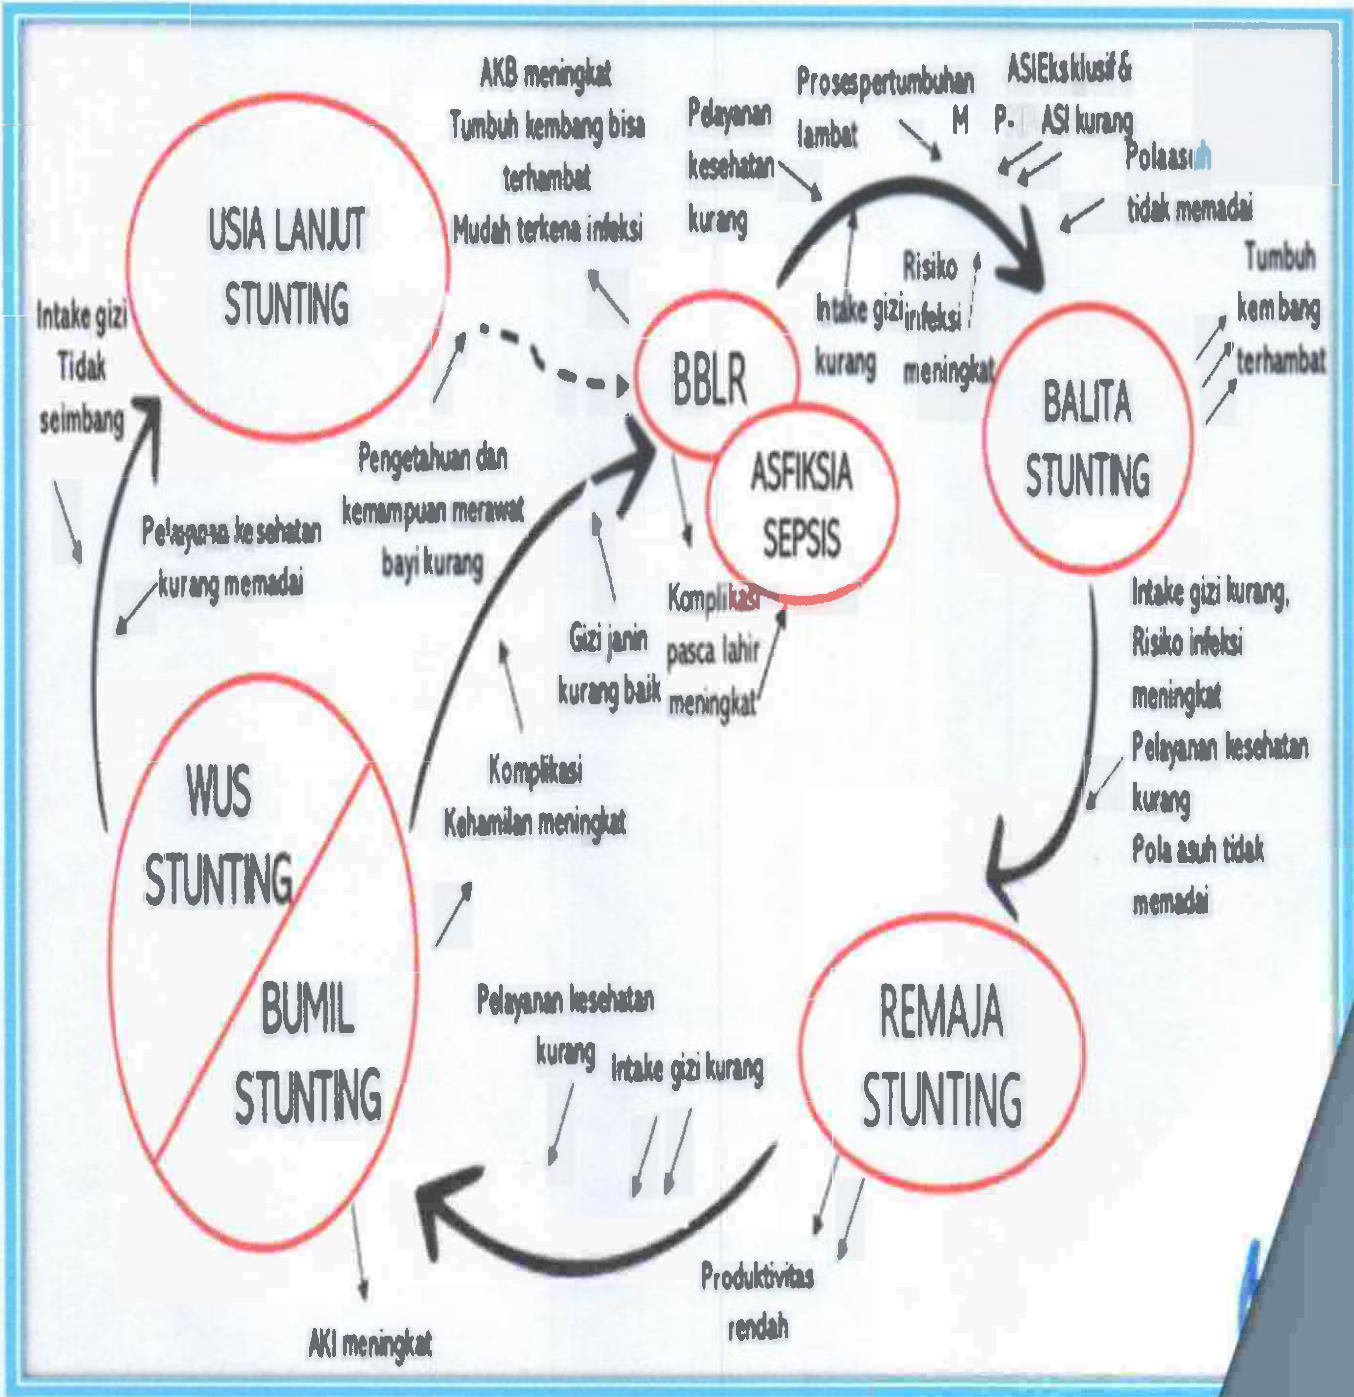 AKB meningkat
Tumbuh kembang bisa
terhambat
Mudah terkena infeksi
Pelayanan
kesehatan
kurang
Prosespertumbuhan
lambat
ASIEksklusif &
M P- ASI kurang
Polaasuh
tidak memadai
USIA LANJUT
STUNTING
Intake gizi
Tidak
seimbang
Risiko
infeksi
meningkat
Intake gizi
kurang
Tumbuh
kembang
terhambat
BBLR
ASFIKSIA
SEPSIS
BALITA
STUNTING
Pengetahuan dan
kemampuan merawat
bayi kurang
Pelayanan kesehatan
kurang memadai
Gizi janin
kurang baik
Komplikasi
pasca lahir
meningkat
Intake gizi kurang,
Risiko infeksi
meningkat
Pelayanan kesehatan
kurang
Pola asuh tidak
memadai
Komplikasi
Kehamilan meningkat
WUS
STUNTING
BUMIL
STUNTING
Pelayanan kesehatan
kurang
Intake gizi kurang
REMAJA
STUNTING
Produktivitas
rendah
AKI meningkat